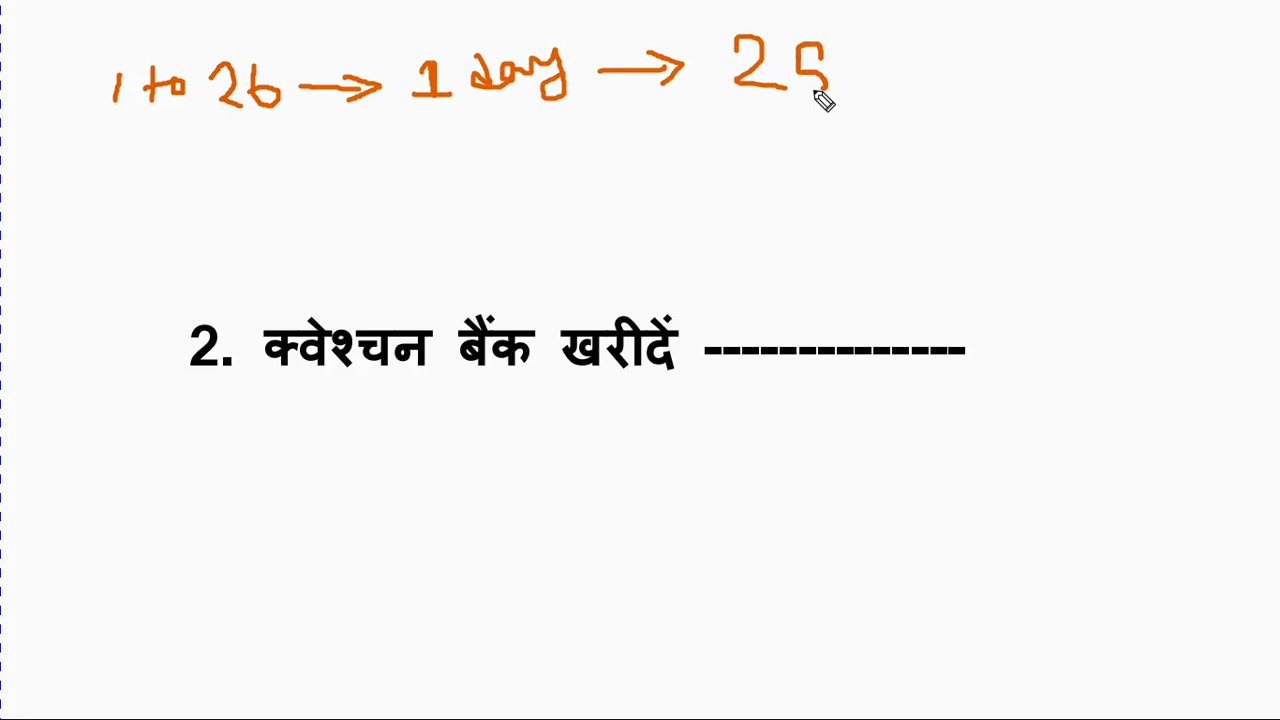 1 to 26 → 1 day → 25
2. क्वेश्चन बैंक खरीदें --------------